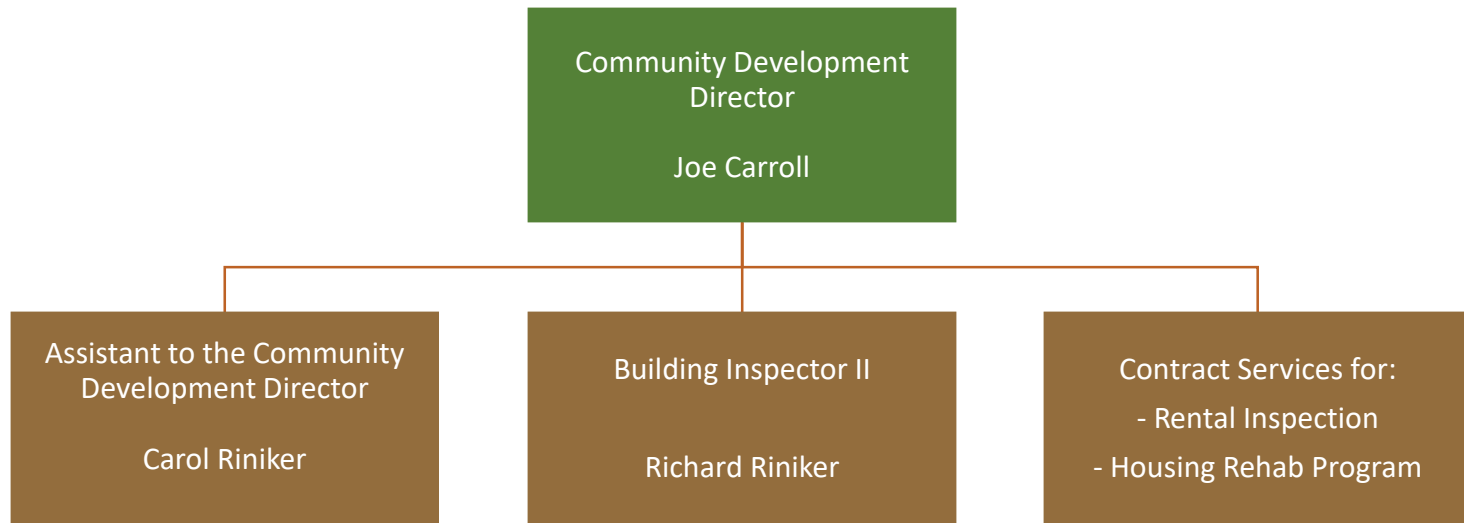 Community Development
Director
Joe Carroll
Assistant to the Community
Development Director
Carol Riniker
Building Inspector II
Richard Riniker
Contract Services for:
- Rental Inspection
- Housing Rehab Program